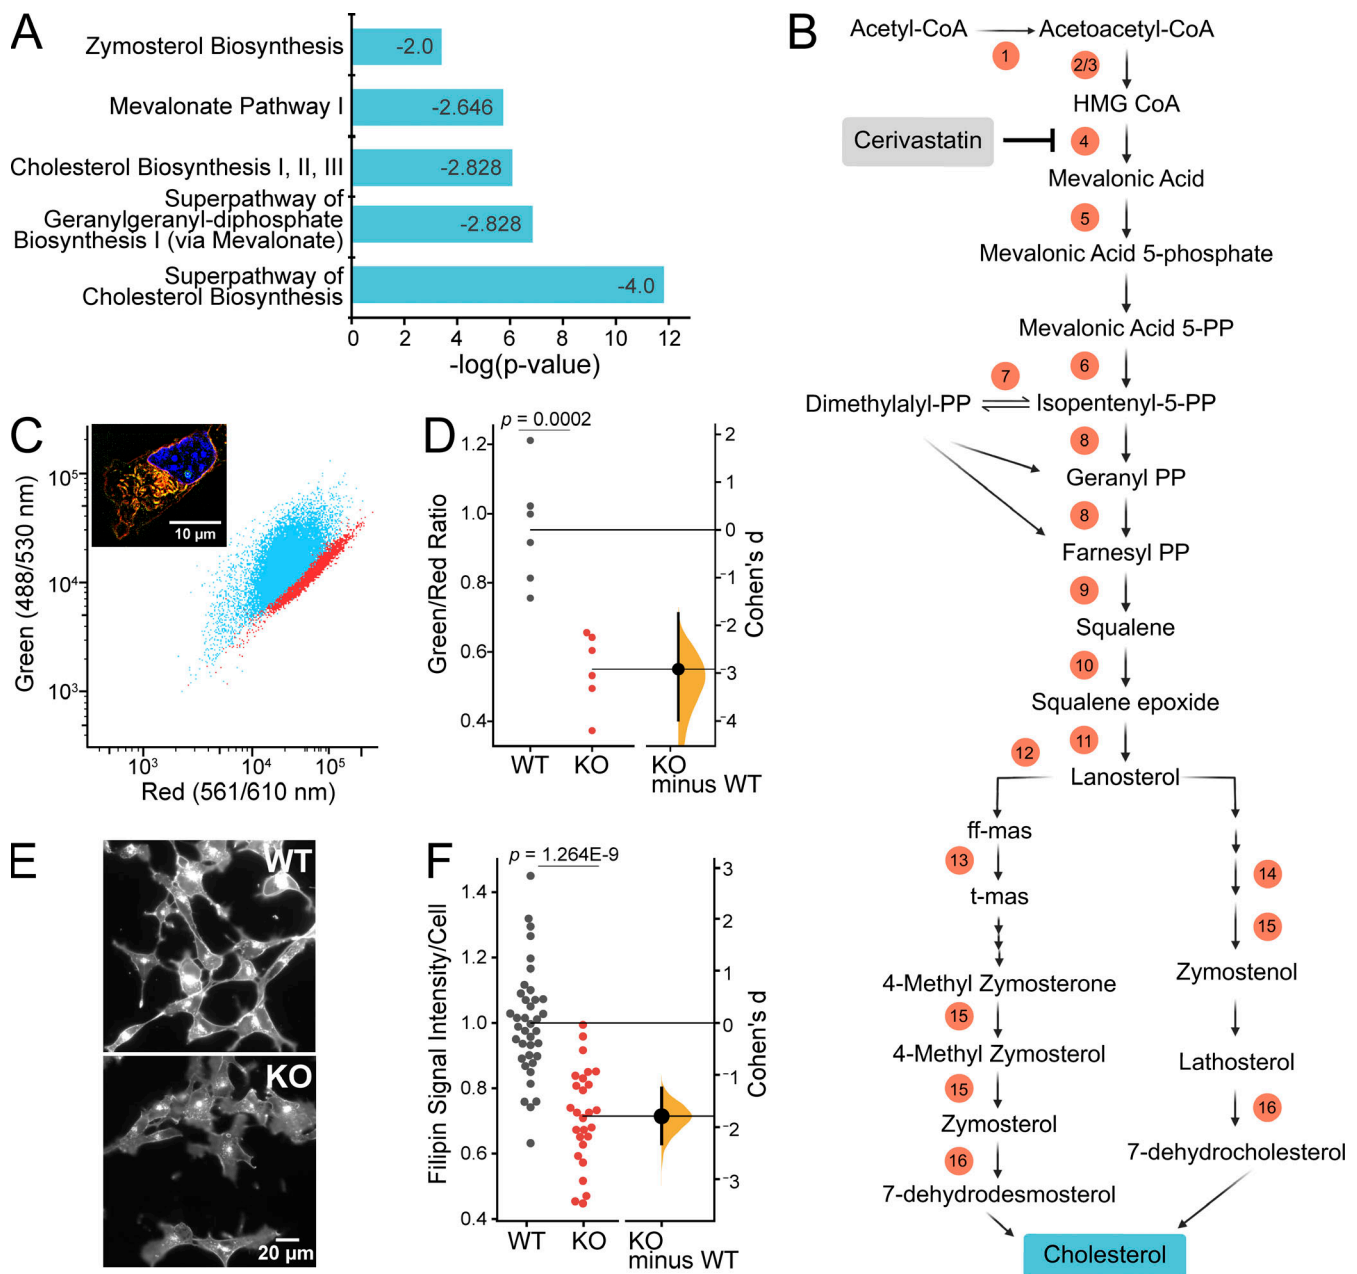 A
Zymosterol Biosynthesis
-2.0
Mevalonate Pathway I
-2.646
Cholesterol Biosynthesis I, II, III
-2.828
Superpathway of
Geranylgeranyl-diphosphate
Biosynthesis I (via Mevalonate)
-2.828
Superpathway of
Cholesterol Biosynthesis
-4.0
0 2 4 6 8 10 12
-log(p-value)
B
Acetyl-CoA
Acetoacetyl-CoA
1
2/3
HMG CoA
Cerivastatin
4
Mevalonic Acid
5
Mevalonic Acid 5-phosphate
Mevalonic Acid 5-PP
7
6
Dimethylalyl-PP
Isopentenyl-5-PP
8
Geranyl PP
8
Farnesyl PP
9
Squalene
10
Squalene epoxide
12
11
Lanosterol
ff-mas
13
14
t-mas
15
4-Methyl Zymosterone
Zymostenol
15
4-Methyl Zymosterol
Lathosterol
15
16
Zymosterol
7-dehydrocholesterol
16
7-dehydrodesmosterol
Cholesterol
C
10 µm
10⁵
10⁴
10³
Green (488/530 nm)
10³ 10⁴ 10⁵
Red (561/610 nm)
D
p = 0.0002
1.2
1.0
0.8
0.6
0.4
Green/Red Ratio
2
1
0
-1
-2
-3
-4
Cohen's d
WT KO KO
minus WT
E
WT
KO
20 µm
F
p = 1.264E-9
1.4
1.2
1.0
0.8
0.6
0.4
Filipin Signal Intensity/Cell
3
2
1
0
-1
-2
-3
Cohen's d
WT KO KO
minus WT